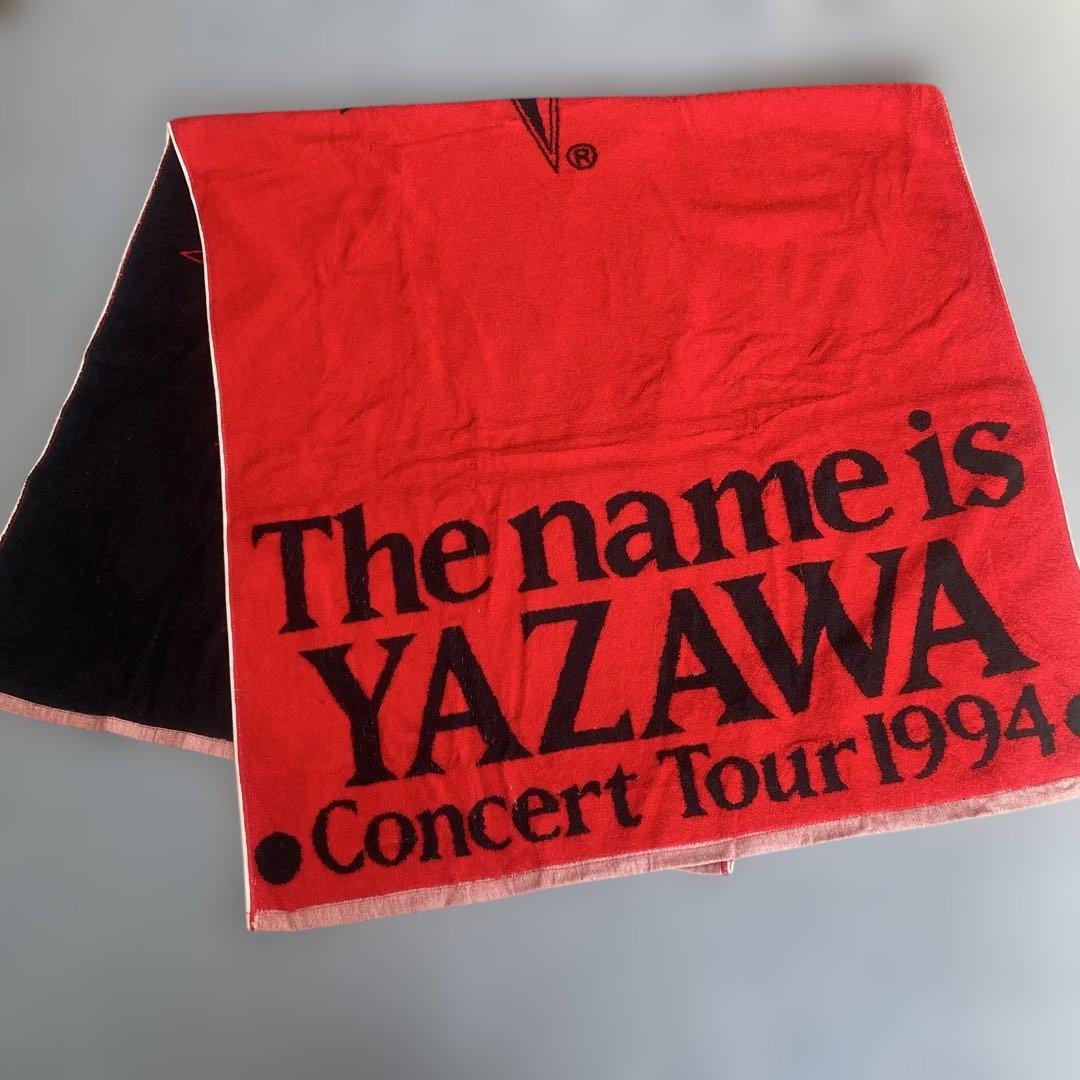 ®
The name is
YAZAWA
●Concert Tour 1994●